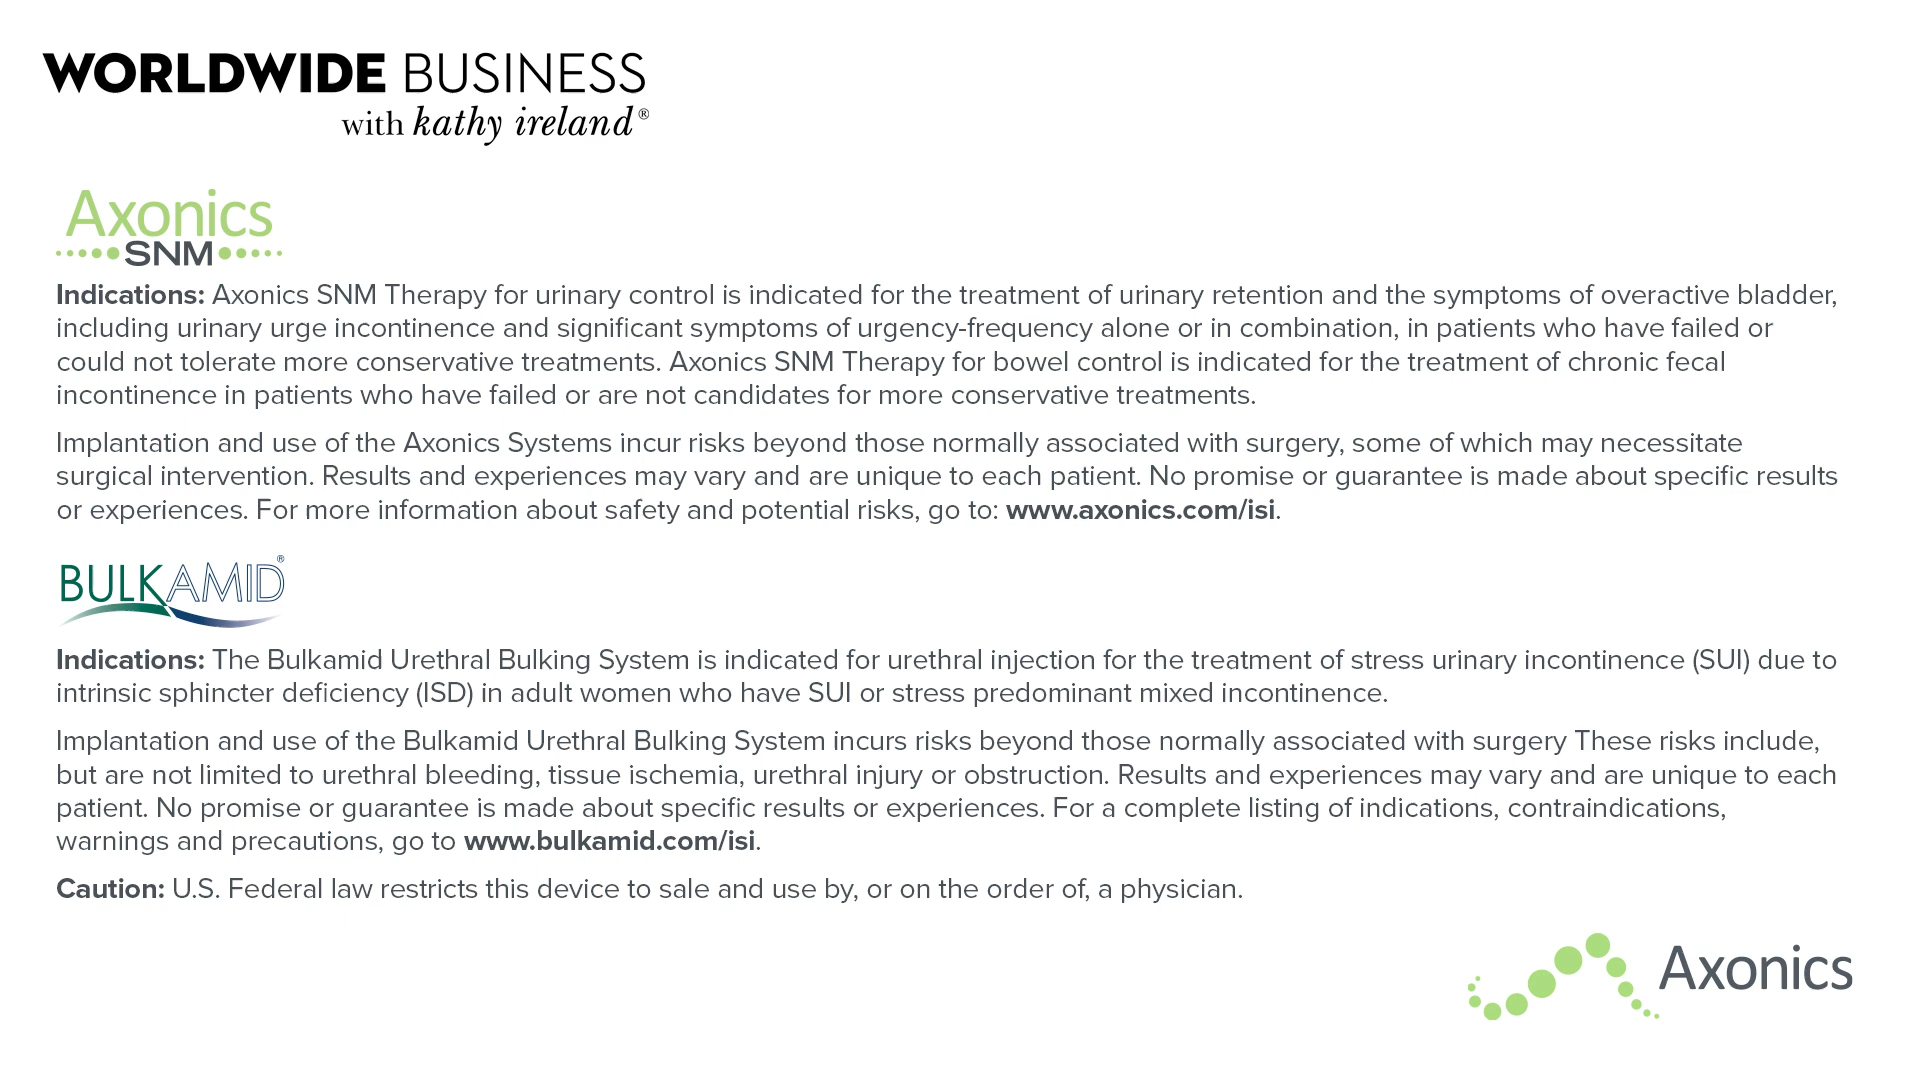 WORLDWIDE BUSINESS
with kathy ireland®
Axonics
SNM
Indications: Axonics SNM Therapy for urinary control is indicated for the treatment of urinary retention and the symptoms of overactive bladder,
including urinary urge incontinence and significant symptoms of urgency-frequency alone or in combination, in patients who have failed or
could not tolerate more conservative treatments. Axonics SNM Therapy for bowel control is indicated for the treatment of chronic fecal
incontinence in patients who have failed or are not candidates for more conservative treatments.
Implantation and use of the Axonics Systems incur risks beyond those normally associated with surgery, some of which may necessitate
surgical intervention. Results and experiences may vary and are unique to each patient. No promise or guarantee is made about specific results
or experiences. For more information about safety and potential risks, go to: www.axonics.com/isi.
BULKAMID®
Indications: The Bulkamid Urethral Bulking System is indicated for urethral injection for the treatment of stress urinary incontinence (SUI) due to
intrinsic sphincter deficiency (ISD) in adult women who have SUI or stress predominant mixed incontinence.
Implantation and use of the Bulkamid Urethral Bulking System incurs risks beyond those normally associated with surgery These risks include,
but are not limited to urethral bleeding, tissue ischemia, urethral injury or obstruction. Results and experiences may vary and are unique to each
patient. No promise or guarantee is made about specific results or experiences. For a complete listing of indications, contraindications,
warnings and precautions, go to www.bulkamid.com/isi.
Caution: U.S. Federal law restricts this device to sale and use by, or on the order of, a physician.
Axonics